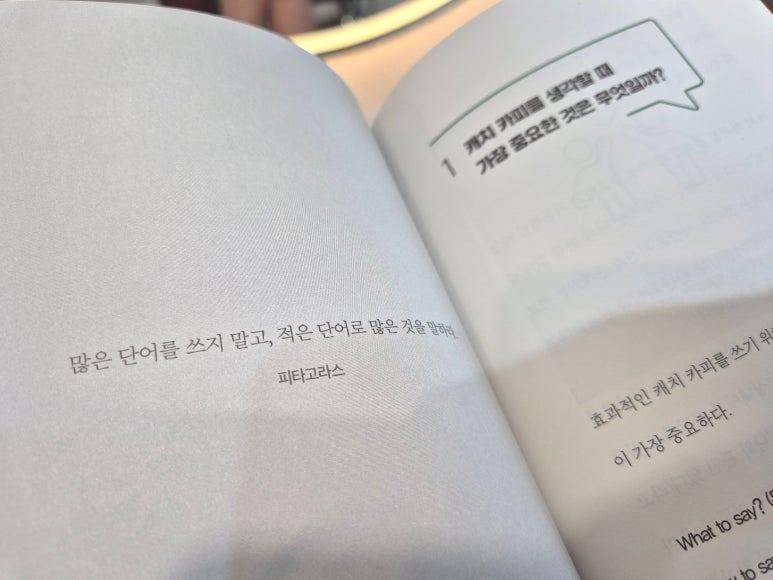 많은 단어를 쓰지 말고, 적은 단어로 많은 것을 말하라.
피타고라스
1
캐치 카피를 생각할 때
가장 중요한 것은 무엇일까?
효과적인 캐치 카피를 쓰기 위
이 가장 중요하다.
What to say?
to sa